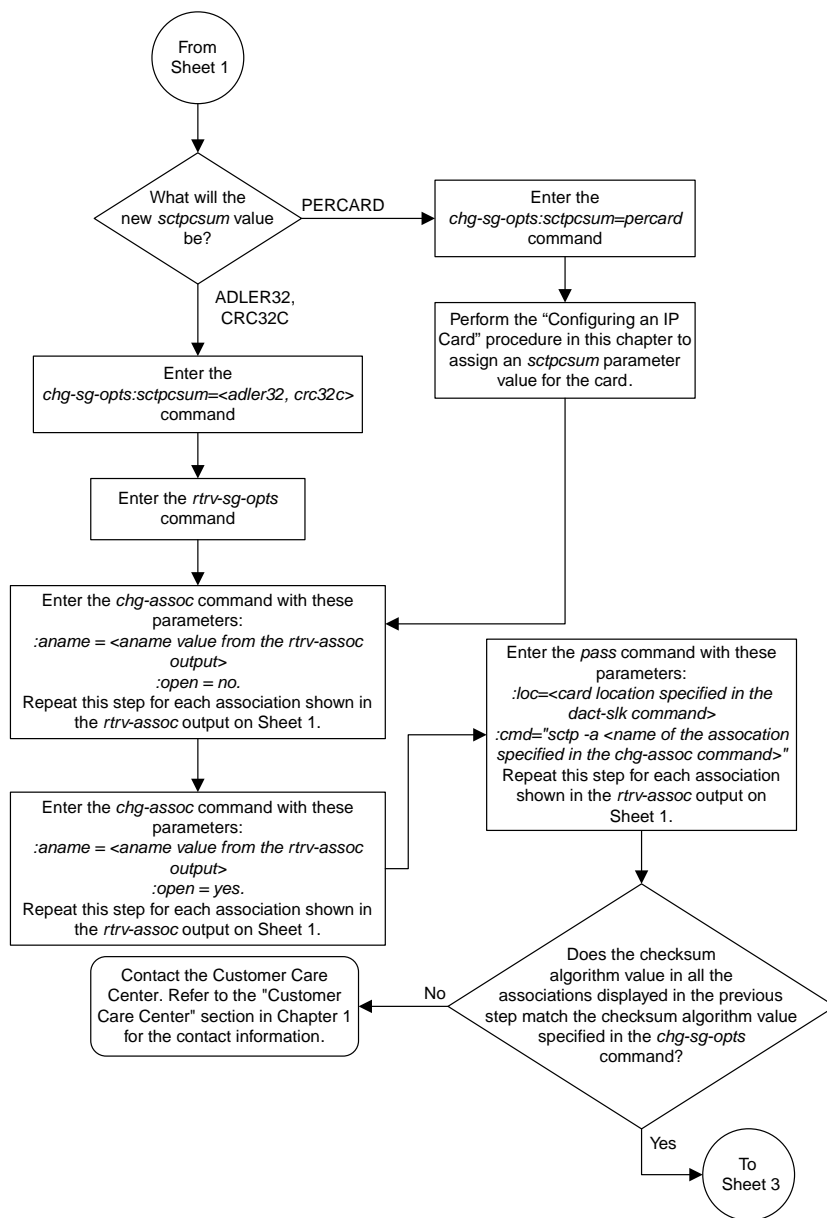 From
Sheet 1
What will the
new sctpcsum value
be?
PERCARD
Enter the
chg-sg-opts:sctpcsum=percard
command
ADLER32,
CRC32C
Perform the “Configuring an IP
Card” procedure in this chapter to
assign an sctpcsum parameter
value for the card.
Enter the
chg-sg-opts:sctpcsum=<adler32, crc32c>
command
Enter the rtrv-sg-opts
command
Enter the chg-assoc command with these
parameters:
:aname = <aname value from the rtrv-assoc
output>
:open = no.
Repeat this step for each association shown in
the rtrv-assoc output on Sheet 1.
Enter the chg-assoc command with these
parameters:
:aname = <aname value from the rtrv-assoc
output>
:open = yes.
Repeat this step for each association shown in
the rtrv-assoc output on Sheet 1.
Enter the pass command with these
parameters:
:loc=<card location specified in the
dact-slk command>
:cmd="sctp -a <name of the assocation
specified in the chg-assoc command>"
Repeat this step for each association
shown in the rtrv-assoc output on
Sheet 1.
Does the checksum
algorithm value in all the
associations displayed in the previous
step match the checksum algorithm value
specified in the chg-sg-opts
command?
No
Contact the Customer Care
Center. Refer to the "Customer
Care Center" section in Chapter 1
for the contact information.
Yes
To
Sheet 3